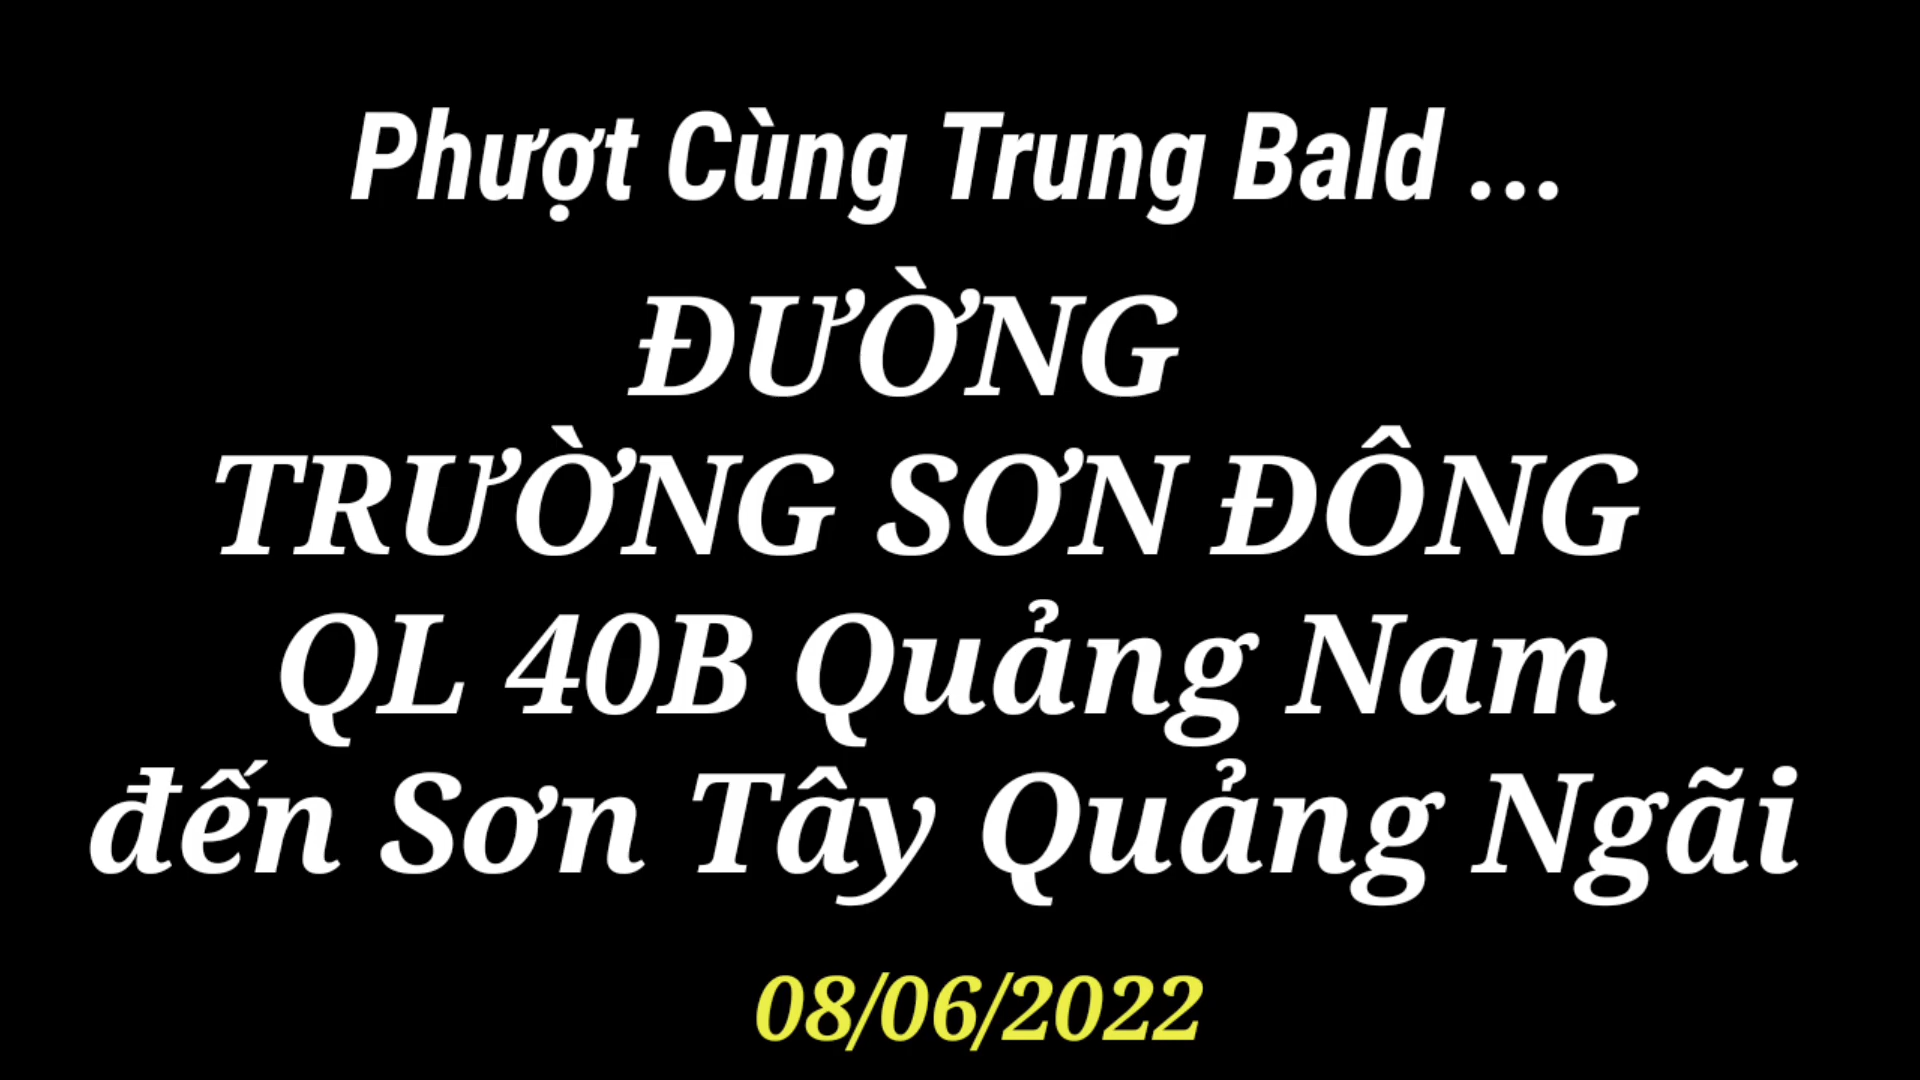 Phượt Cùng Trung Bald ...
ĐƯỜNG
TRƯỜNG SƠN ĐÔNG
QL 40B Quảng Nam
đến Sơn Tây Quảng Ngãi
08/06/2022